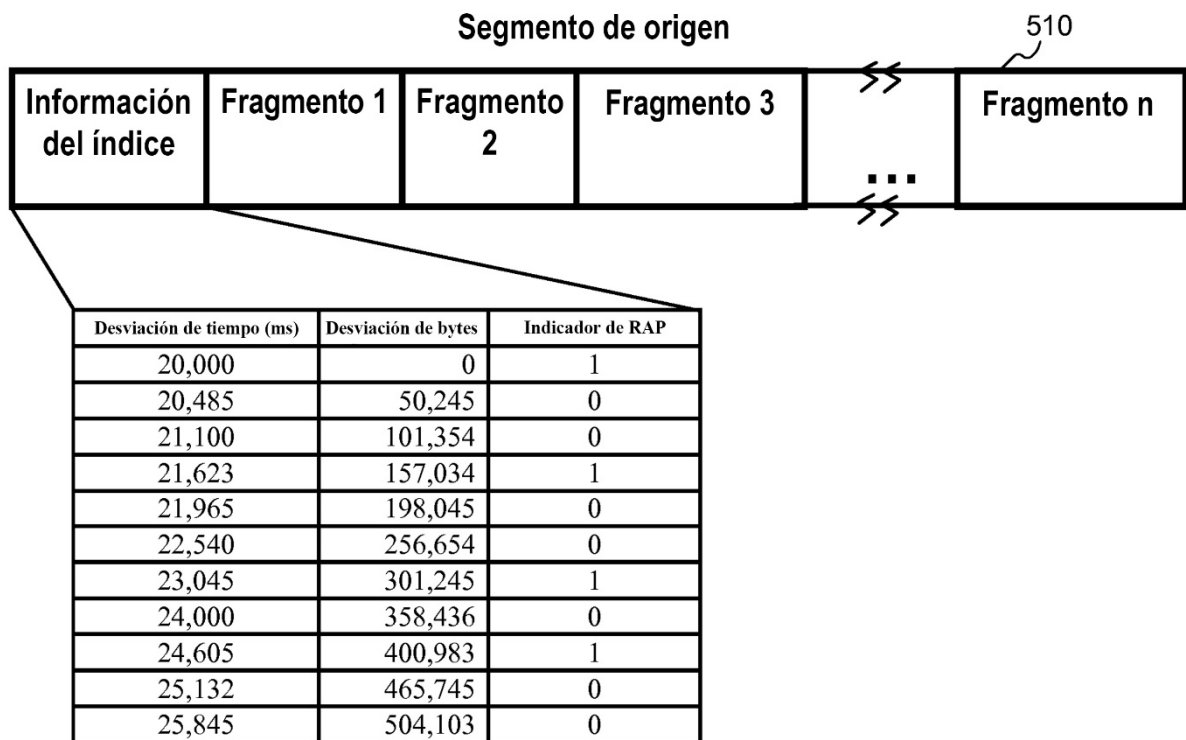 Segmento de origen
510
Información del índice
Fragmento 1
Fragmento 2
Fragmento 3
...
Fragmento n
Desviación de tiempo (ms) Desviación de bytes Indicador de RAP
20,000 0 1
20,485 50,245 0
21,100 101,354 0
21,623 157,034 1
21,965 198,045 0
22,540 256,654 0
23,045 301,245 1
24,000 358,436 0
24,605 400,983 1
25,132 465,745 0
25,845 504,103 0